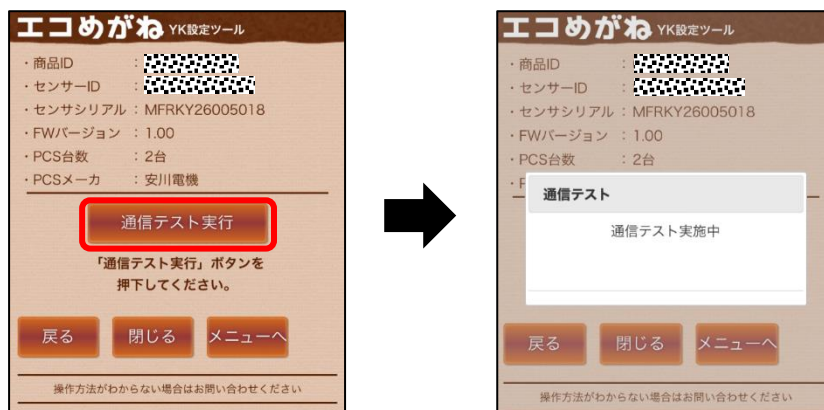 エコめがね YK設定ツール
・商品ID :
・センサーID :
・センサシリアル : MFRKY26005018
・FWバージョン : 1.00
・PCS台数 : 2台
・PCSメーカ : 安川電機
通信テスト実行
「通信テスト実行」ボタンを
押下してください。
戻る 閉じる メニューへ
操作方法がわからない場合はお問い合わせください
エコめがね YK設定ツール
・商品ID :
・センサーID :
・センサシリアル : MFRKY26005018
・FWバージョン : 1.00
・PCS台数 : 2台
通信テスト
通信テスト実施中
戻る 閉じる メニューへ
操作方法がわからない場合はお問い合わせください